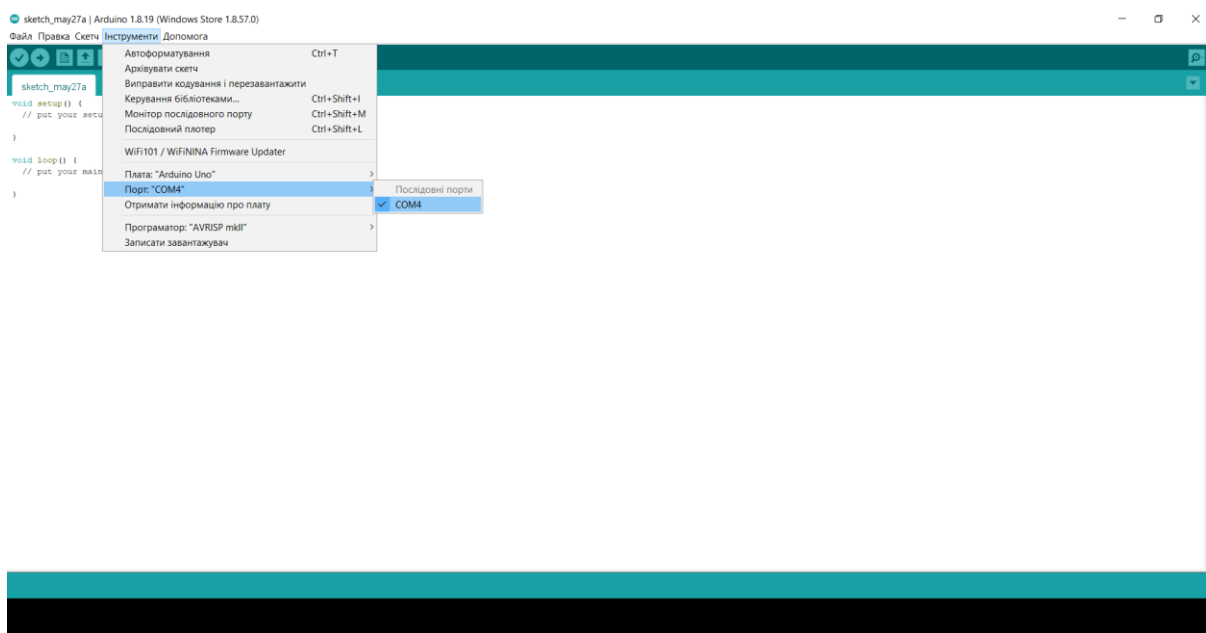 sketch_may27a | Arduino 1.8.19 (Windows Store 1.8.57.0)
Файл Правка Скетч Інструменти Допомога
sketch_may27a
void setup() {
// put your setu
}
void loop() {
// put your main
}
Автоформатування Ctrl+T
Архівувати скетч
Виправити кодування і перезавантажити
Керування бібліотеками... Ctrl+Shift+I
Монітор послідовного порту Ctrl+Shift+M
Послідовний плотер Ctrl+Shift+L
WiFi101 / WiFiNINA Firmware Updater
Плата: "Arduino Uno"
Порт: "COM4"
Отримати інформацію про плату
Програматор: "AVRISP mkII"
Записати завантажувач
Послідовні порти
COM4